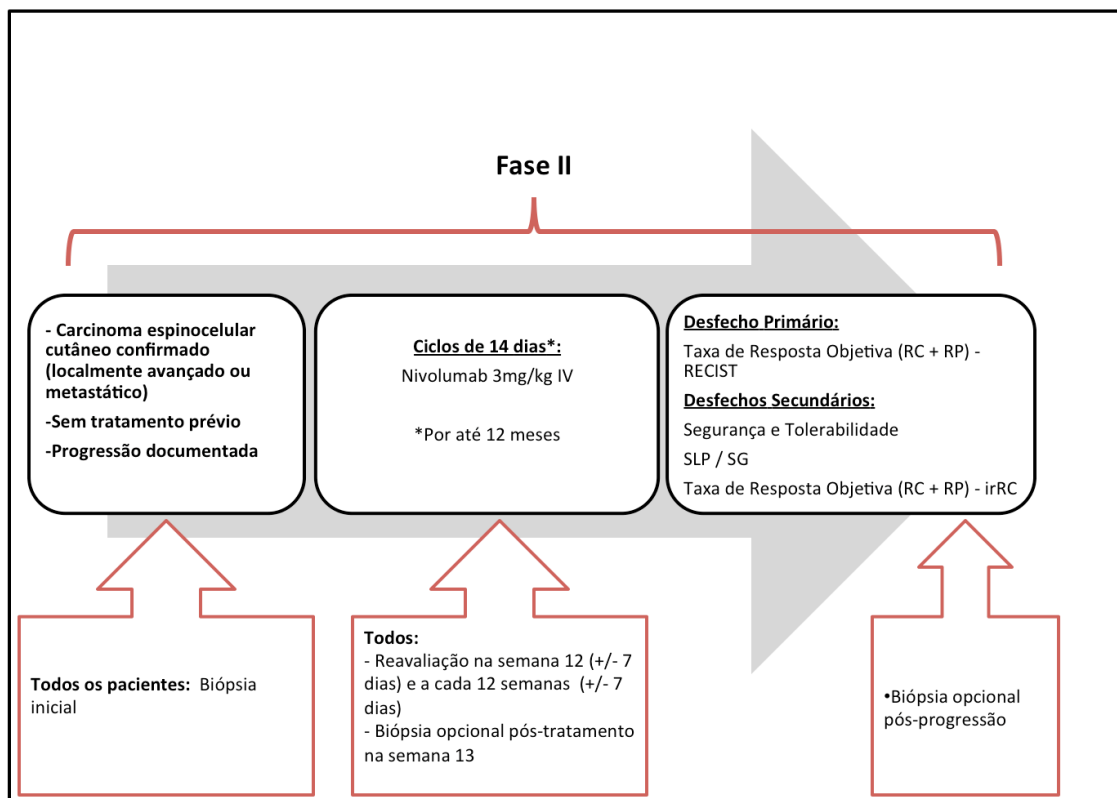 Fase II
- Carcinoma espinocelular
cutâneo confirmado
(localmente avançado ou
metastático)
-Sem tratamento prévio
-Progressão documentada
Ciclos de 14 dias*:
Nivolumab 3mg/kg IV
*Por até 12 meses
Desfecho Primário:
Taxa de Resposta Objetiva (RC + RP) -
RECIST
Desfechos Secundários:
Segurança e Tolerabilidade
SLP / SG
Taxa de Resposta Objetiva (RC + RP) - irRC
Todos os pacientes: Biópsia
inicial
Todos:
- Reavaliação na semana 12 (+/- 7
dias) e a cada 12 semanas (+/- 7
dias)
- Biópsia opcional pós-tratamento
na semana 13
•Biópsia opcional
pós-progressão